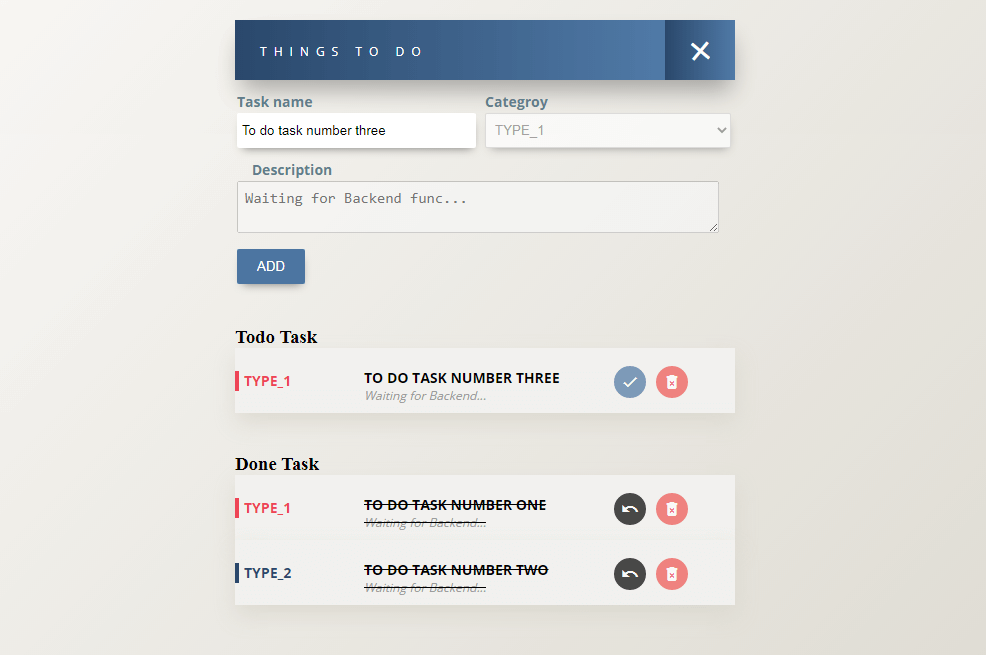 THINGS TO DO
Task name
Categroy
To do task number three
TYPE_1
Description
Waiting for Backend func...
ADD
Todo Task
TYPE_1
TO DO TASK NUMBER THREE
Waiting for Backend...
Done Task
TYPE_1
TO DO TASK NUMBER ONE
Waiting for Backend...
TYPE_2
TO DO TASK NUMBER TWO
Waiting for Backend...